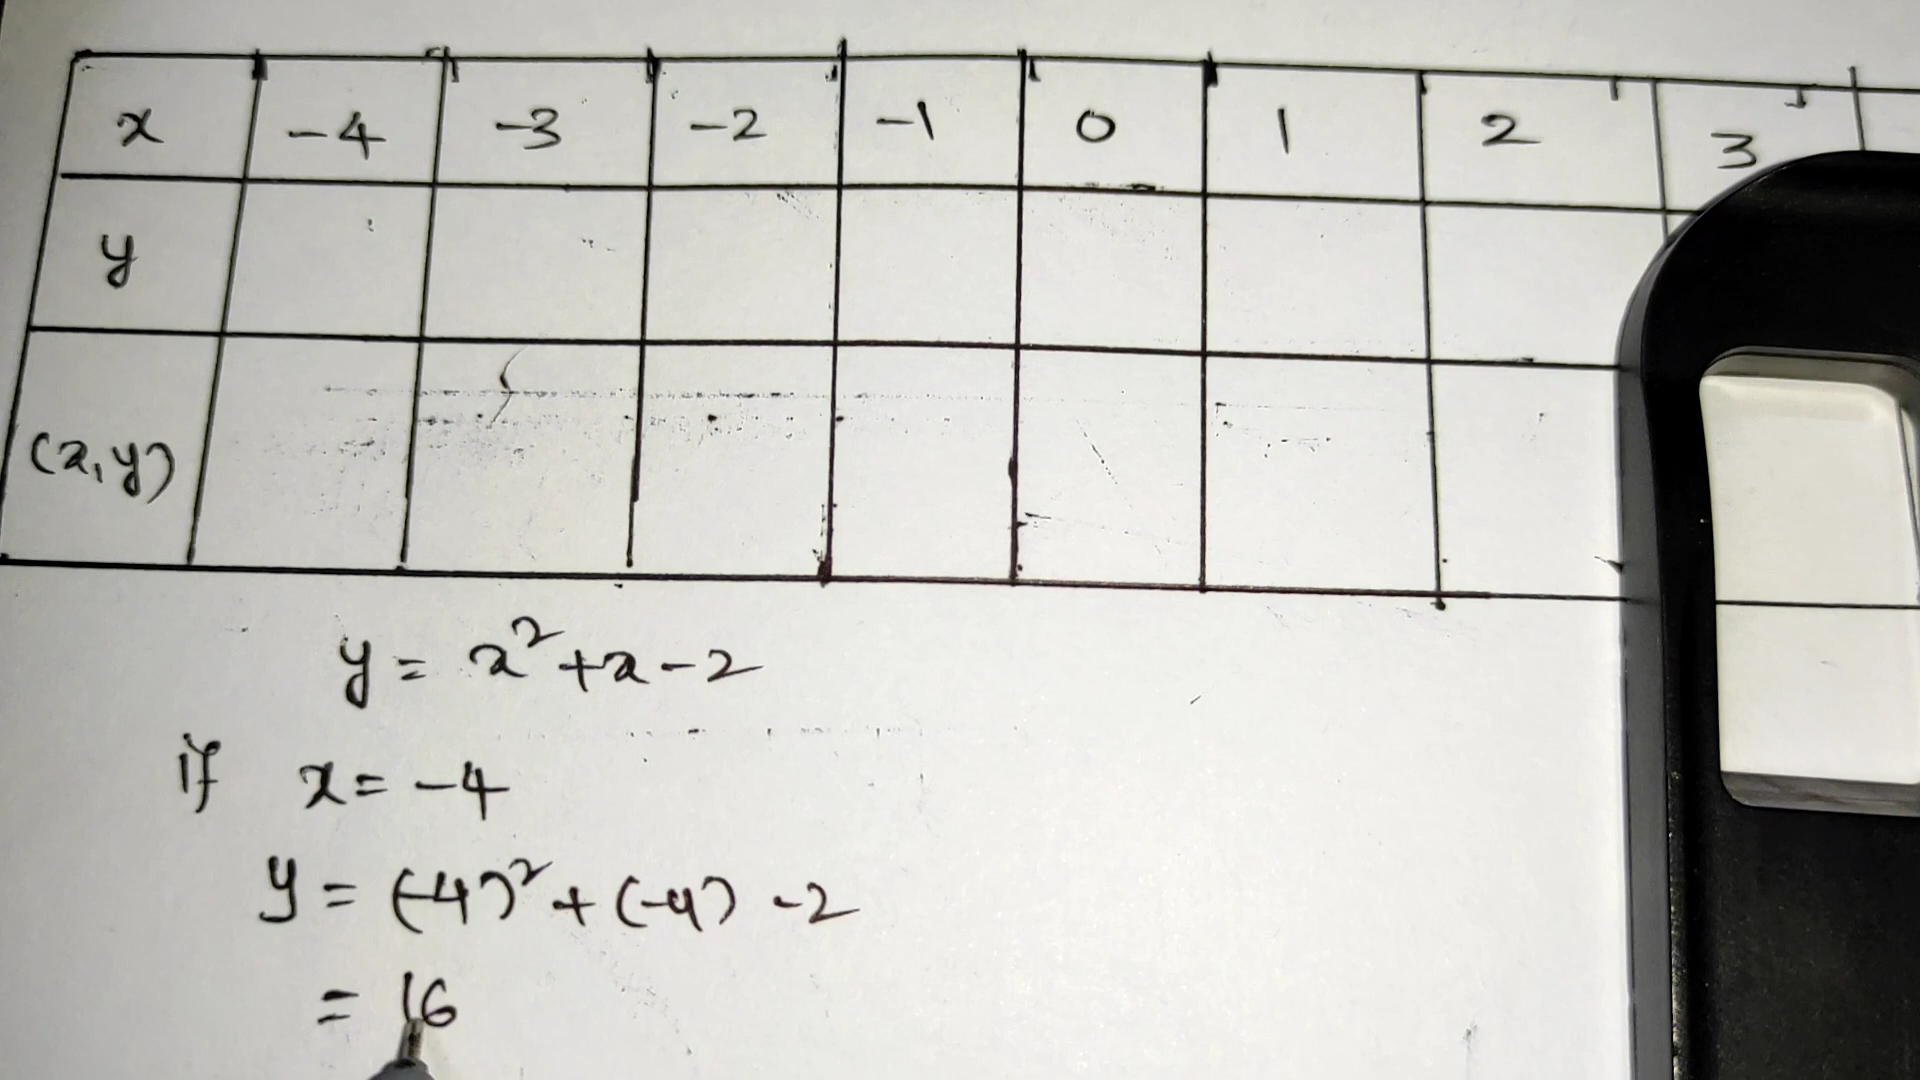 x -4 -3 -2 -1 0 1 2 3
y
(x,y)
y = x²+x-2
if x = -4
y = (-4)²+(-4) -2
= 16